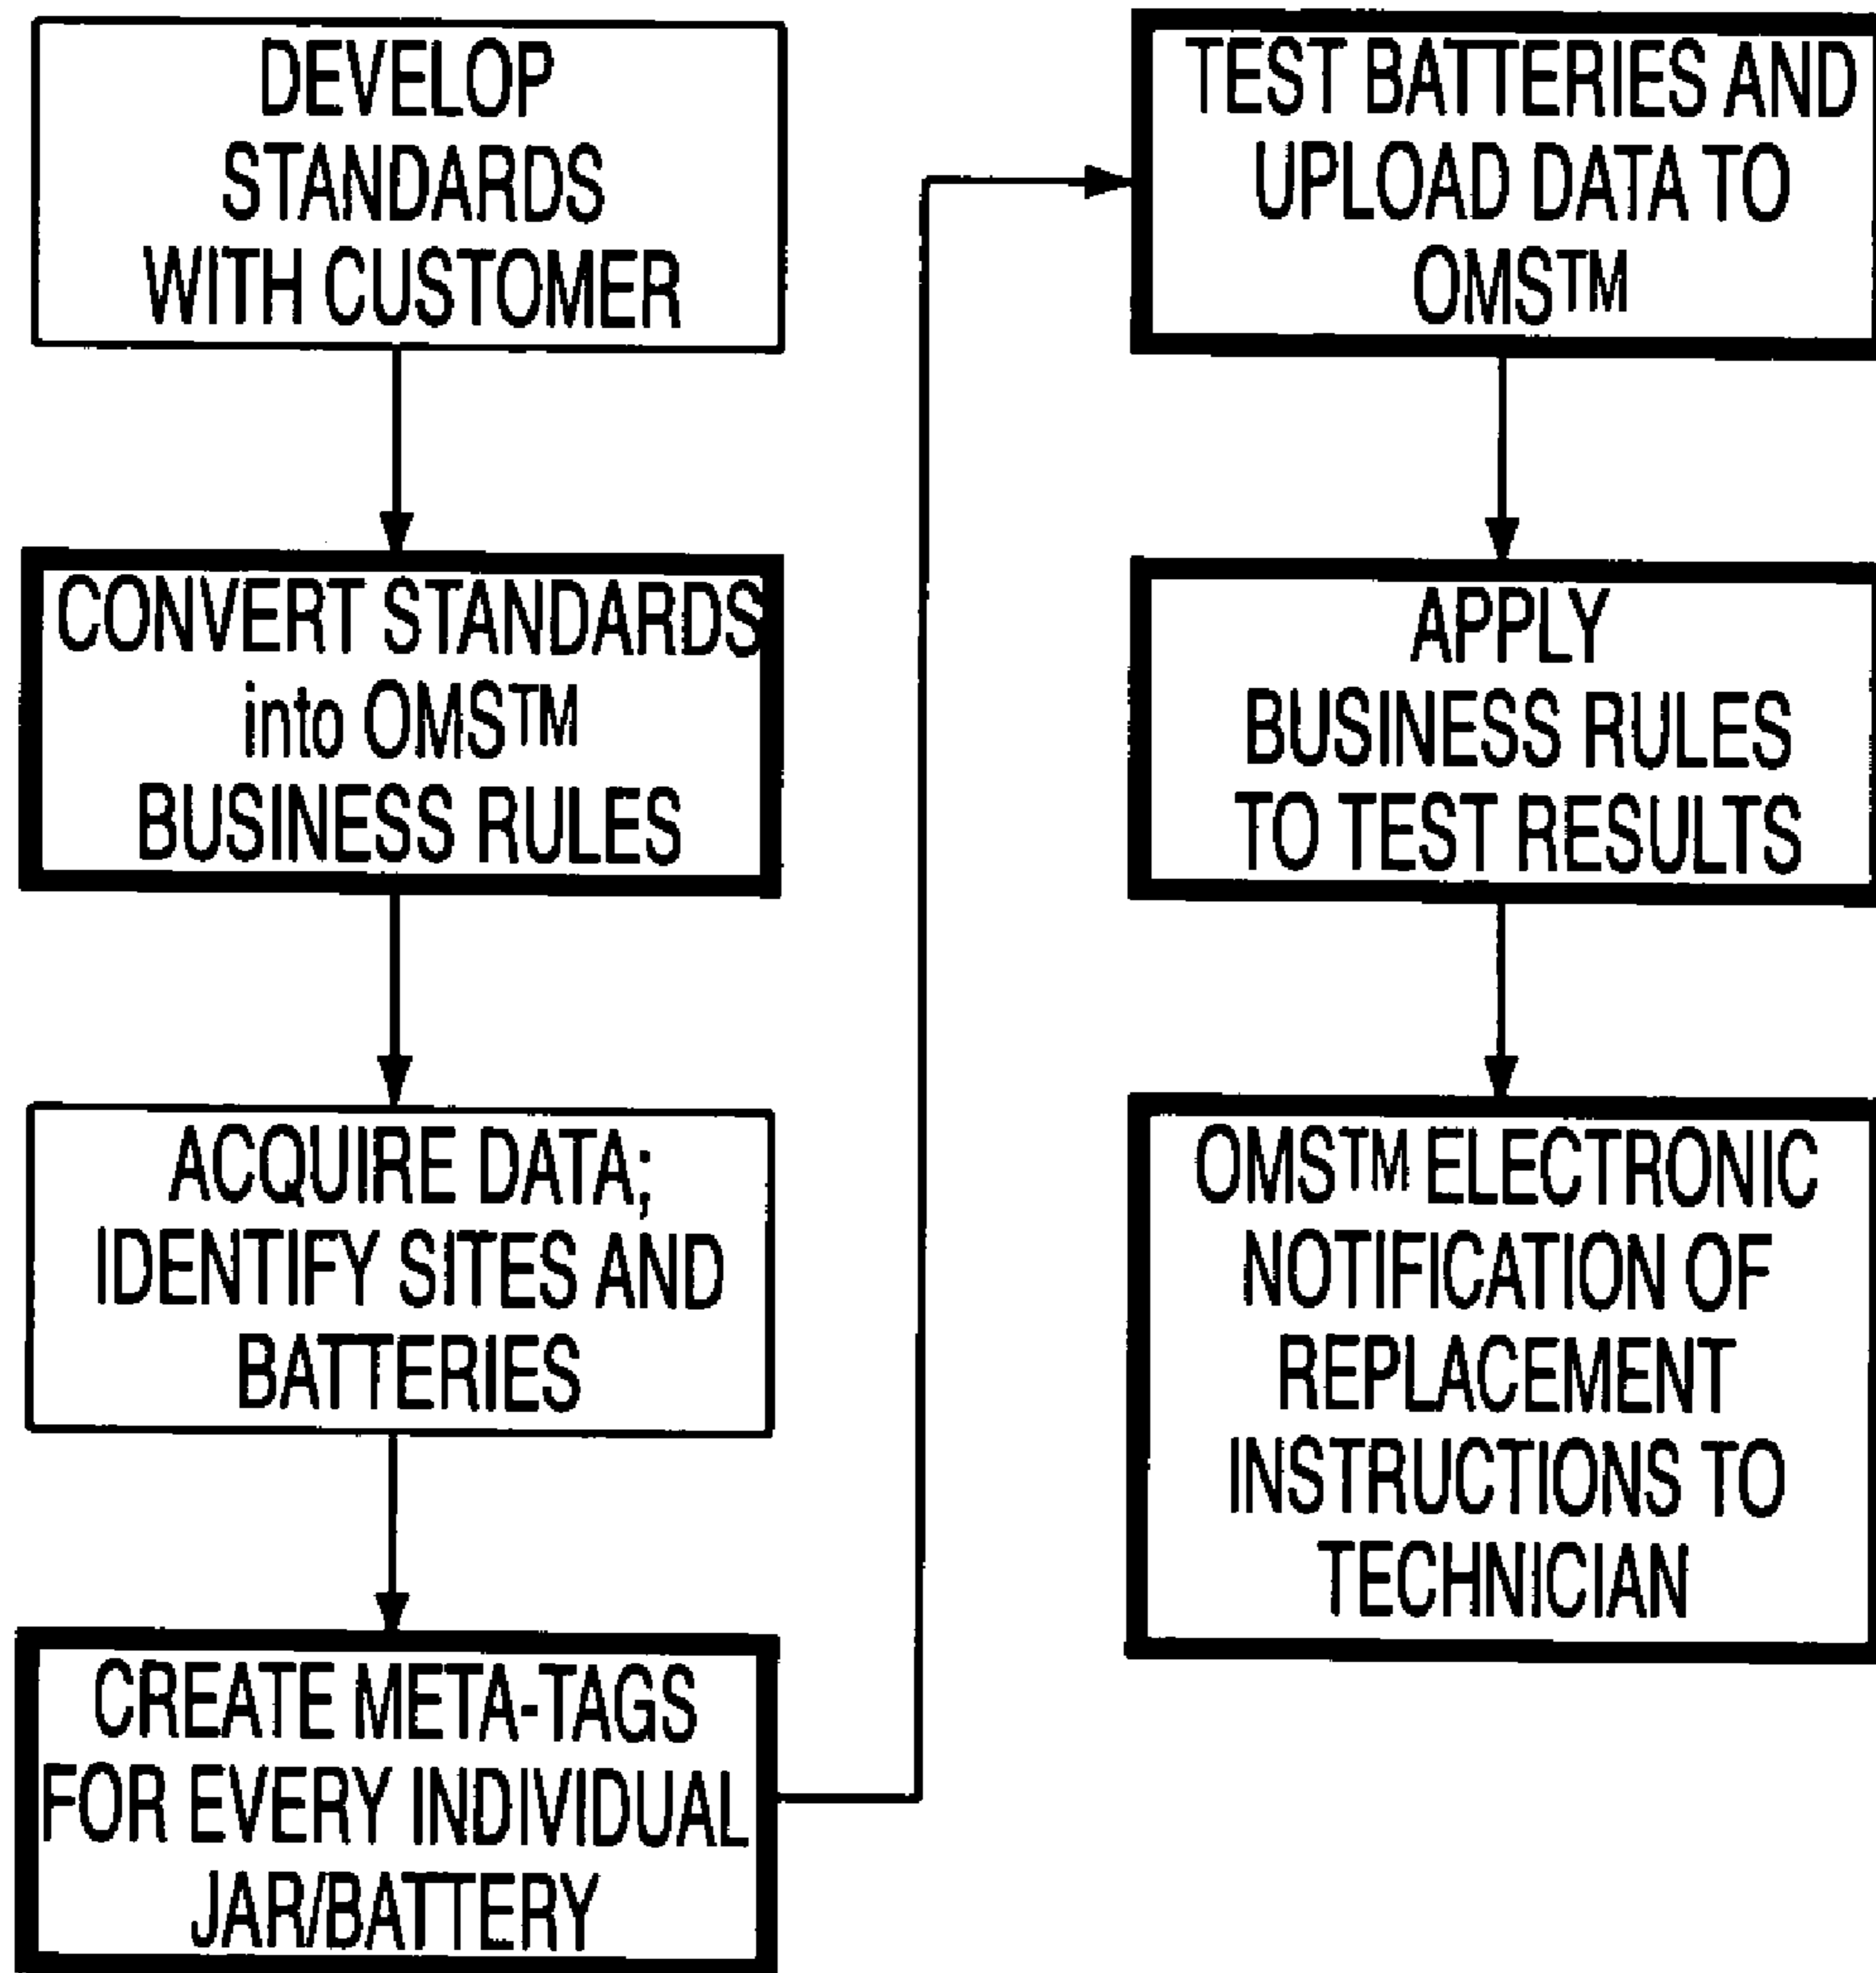 DEVELOP
STANDARDS
WITH CUSTOMER
CONVERT STANDARDS
into OMS™
BUSINESS RULES
ACQUIRE DATA;
IDENTIFY SITES AND
BATTERIES
CREATE META-TAGS
FOR EVERY INDIVIDUAL
JAR/BATTERY
TEST BATTERIES AND
UPLOAD DATA TO
OMS™
APPLY
BUSINESS RULES
TO TEST RESULTS
OMS™ ELECTRONIC
NOTIFICATION OF
REPLACEMENT
INSTRUCTIONS TO
TECHNICIAN